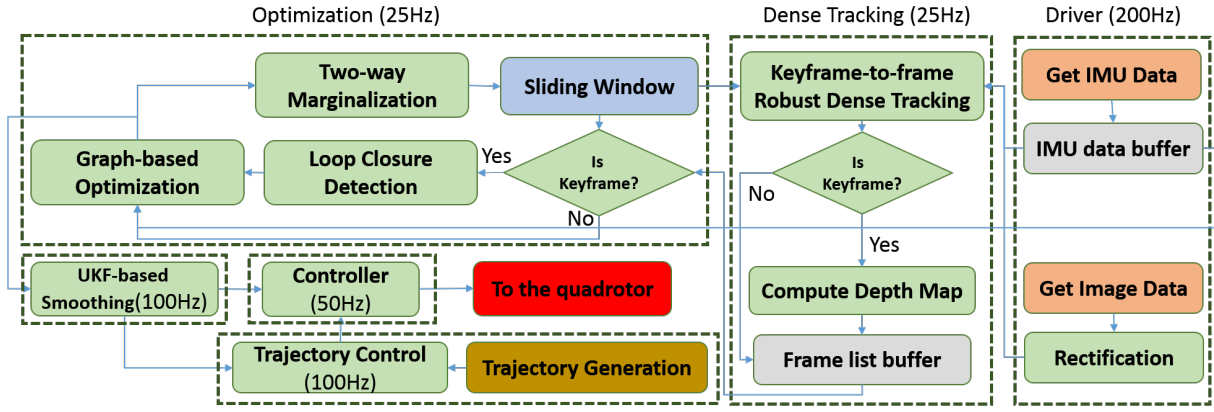 Optimization (25Hz)
Dense Tracking (25Hz)
Driver (200Hz)
Two-way
Marginalization
Sliding Window
Keyframe-to-frame
Robust Dense Tracking
Get IMU Data
IMU data buffer
Graph-based
Optimization
Loop Closure
Detection
Yes
Is
Keyframe?
No
Is
Keyframe?
No
Yes
UKF-based
Smoothing(100Hz)
Controller
(50Hz)
To the quadrotor
Compute Depth Map
Get Image Data
Trajectory Control
(100Hz)
Trajectory Generation
Frame list buffer
Rectification